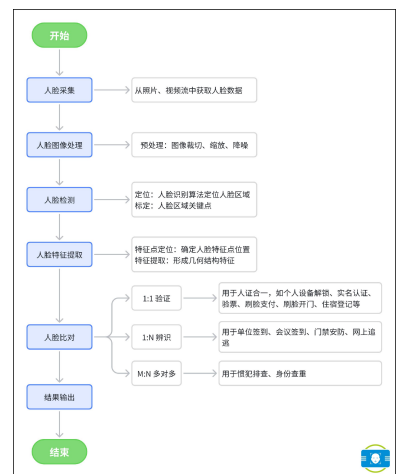 开始
人脸采集
从照片、视频流中获取人脸数据
人脸图像处理
预处理：图像裁切、缩放、降噪
人脸检测
定位：人脸识别算法定位人脸区域
标定：人脸区域关键点
人脸特征提取
特征点定位：确定人脸特征点位置
特征提取：形成几何结构特征
人脸比对
1:1 验证
用于人证合一，如个人设备解锁、实名认证、
验票、刷脸支付、刷脸开门、住宿登记等
1:N 辨识
用于单位签到、会议签到、门禁安防、网上追
逃
M:N 多对多
用于惯犯排查、身份查重
结果输出
结束